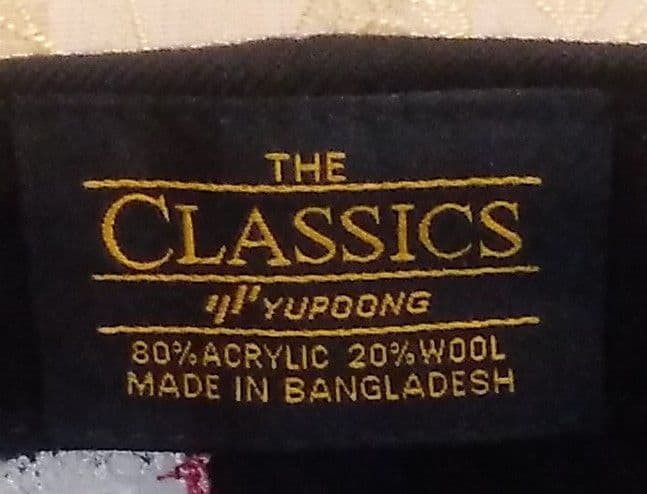 THE
CLASSICS
YUPOONG
80% ACRYLIC 20% WOOL
MADE IN BANGLADESH